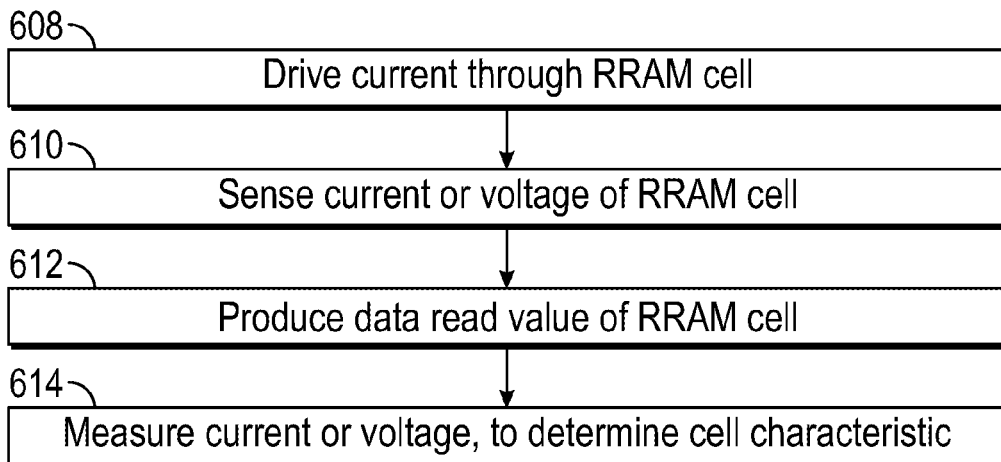 608
Drive current through RRAM cell
610
Sense current or voltage of RRAM cell
612
Produce data read value of RRAM cell
614
Measure current or voltage, to determine cell characteristic